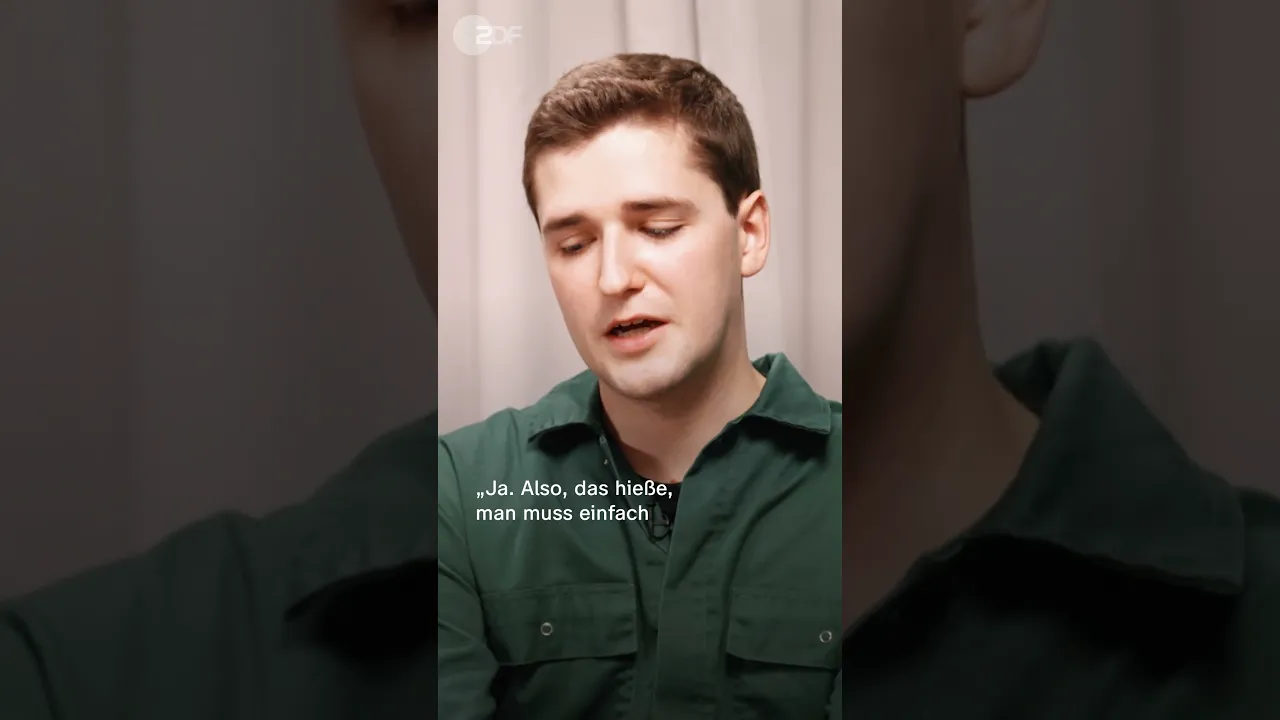 ZDF
„Ja. Also, das hieße,
man muss einfach